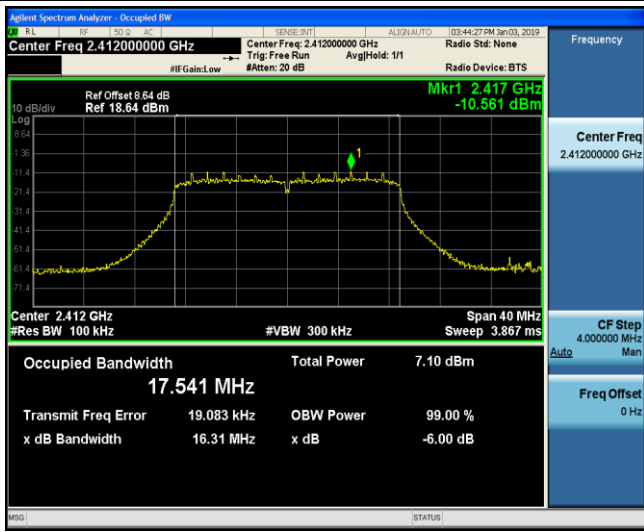 Agilent Spectrum Analyzer - Occupied BW
RL RF 50 Ω AC SENSE:INT ALIGN AUTO 03:44:27 PM Jan 03, 2019
Center Freq 2.412000000 GHz
Center Freq: 2.412000000 GHz
Radio Std: None
Trig: Free Run Avg|Hold: 1/1
#IFGain:Low #Atten: 20 dB Radio Device: BTS
Ref Offset 8.64 dB
Mkr1 2.417 GHz
10 dB/div Ref 18.64 dBm -10.561 dBm
Log
8.64
-1.36
-11.4
-21.4
-31.4
-41.4
-51.4
-61.4
-71.4
1
Center 2.412 GHz Span 40 MHz
#Res BW 100 kHz #VBW 300 kHz Sweep 3.867 ms
Occupied Bandwidth Total Power 7.10 dBm
17.541 MHz
Transmit Freq Error 19.083 kHz OBW Power 99.00 %
x dB Bandwidth 16.31 MHz x dB -6.00 dB
Frequency
Center Freq
2.412000000 GHz
CF Step
4.000000 MHz
Auto Man
Freq Offset
0 Hz
MSG STATUS